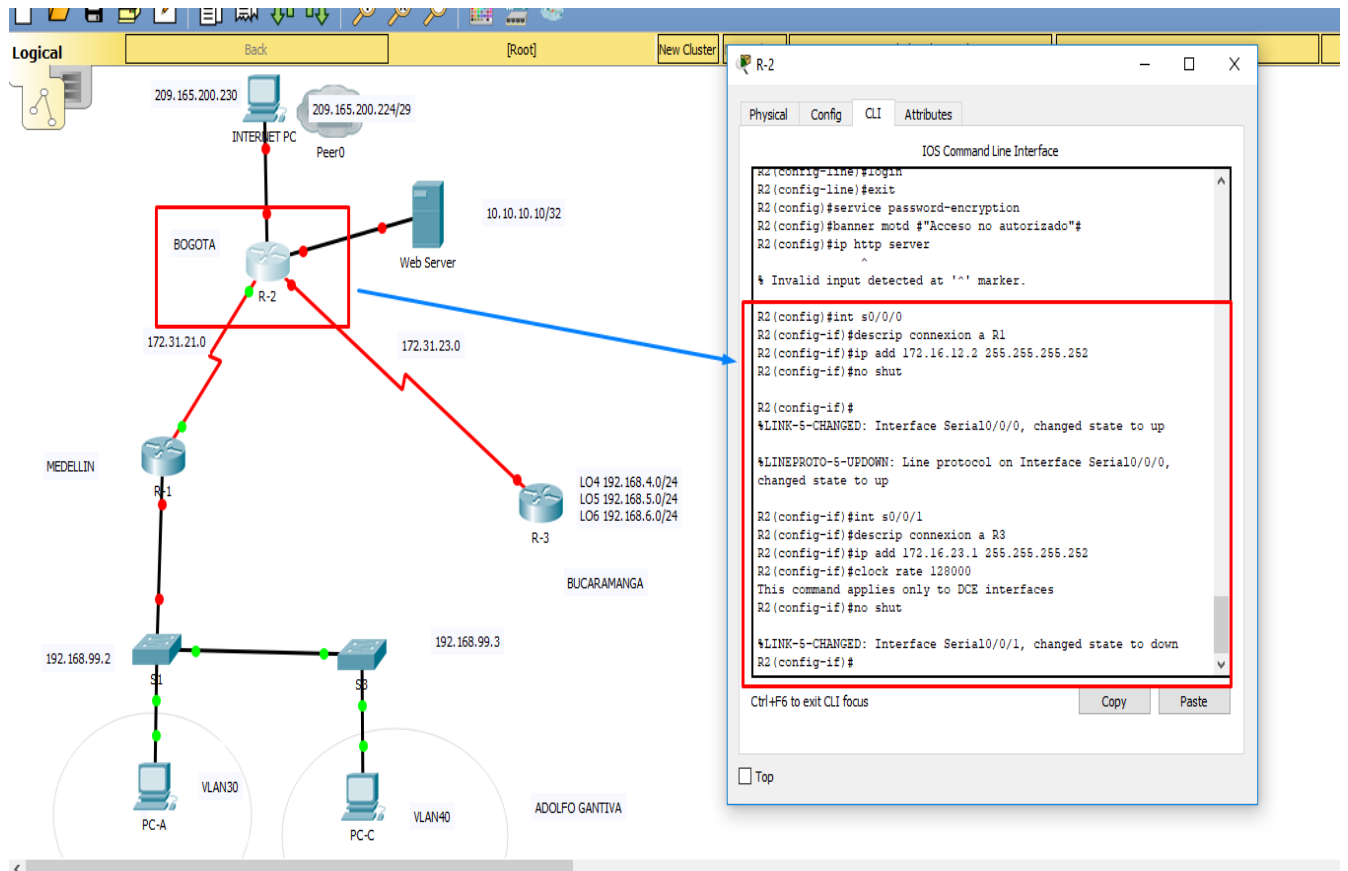 Logical
Back
[Root]
New Cluster
209.165.200.230
209.165.200.224/29
INTERNET PC
Peer0
10.10.10.10/32
BOGOTA
Web Server
R-2
172.31.21.0
172.31.23.0
MEDELLIN
R-1
LO4 192.168.4.0/24
LO5 192.168.5.0/24
LO6 192.168.6.0/24
R-3
BUCARAMANGA
192.168.99.3
192.168.99.2
S1
S3
VLAN30
PC-A
VLAN40
PC-C
ADOLFO GANTIVA
R-2
Physical Config CLI Attributes
IOS Command Line Interface
R2(config-line)#login
R2(config-line)#exit
R2(config)#service password-encryption
R2(config)#banner motd #"Acceso no autorizado"#
R2(config)#ip http server
^
% Invalid input detected at '^' marker.
R2(config)#int s0/0/0
R2(config-if)#descrip connexion a R1
R2(config-if)#ip add 172.16.12.2 255.255.255.252
R2(config-if)#no shut
R2(config-if)#
%LINK-5-CHANGED: Interface Serial0/0/0, changed state to up
%LINEPROTO-5-UPDOWN: Line protocol on Interface Serial0/0/0,
changed state to up
R2(config-if)#int s0/0/1
R2(config-if)#descrip connexion a R3
R2(config-if)#ip add 172.16.23.1 255.255.255.252
R2(config-if)#clock rate 128000
This command applies only to DCE interfaces
R2(config-if)#no shut
%LINK-5-CHANGED: Interface Serial0/0/1, changed state to down
R2(config-if)#
Ctrl+F6 to exit CLI focus
Copy
Paste
Top